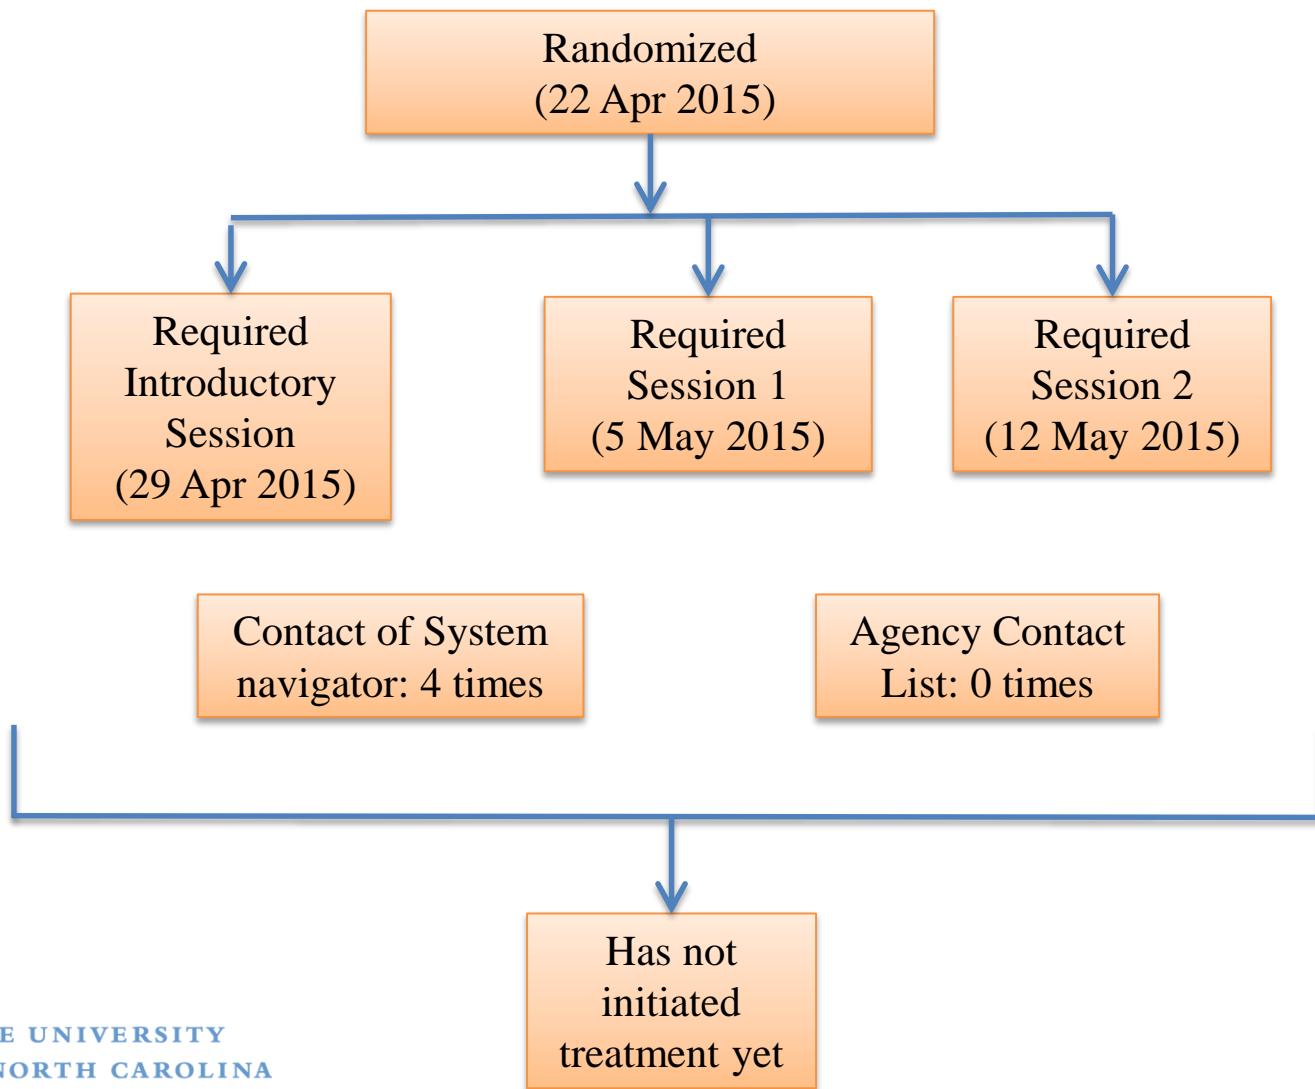 Randomized
(22 Apr 2015)
Required
Introductory
Session
(29 Apr 2015)
Required
Session 1
(5 May 2015)
Required
Session 2
(12 May 2015)
Contact of System
navigator: 4 times
Agency Contact
List: 0 times
Has not
initiated
treatment yet
E UNIVERSITY
NORTH CAROLINA